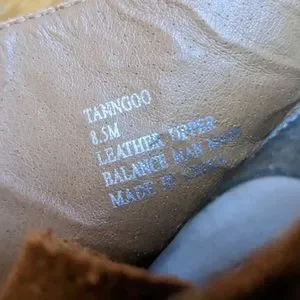 TANNGOO
8.5M
LEATHER UPPER
BALANCE MAN MADE
MADE IN